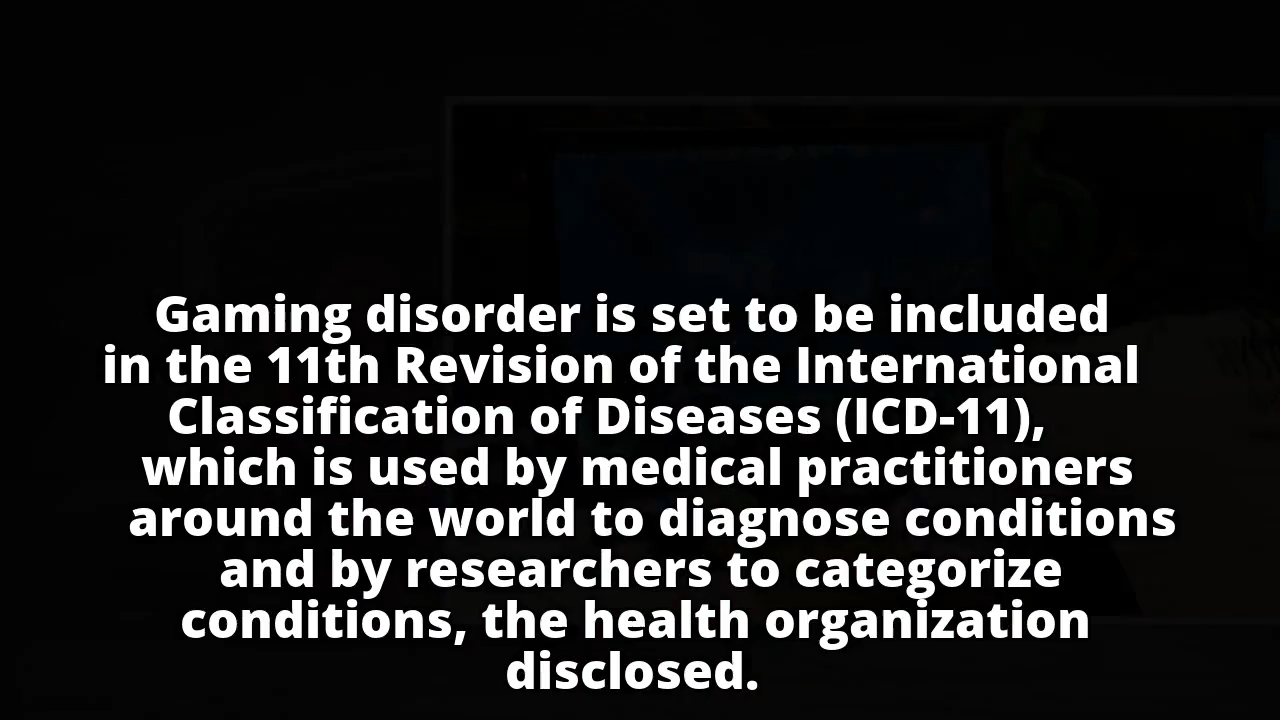 Gaming disorder is set to be included
in the 11th Revision of the International
Classification of Diseases (ICD-11),
which is used by medical practitioners
around the world to diagnose conditions
and by researchers to categorize
conditions, the health organization
disclosed.